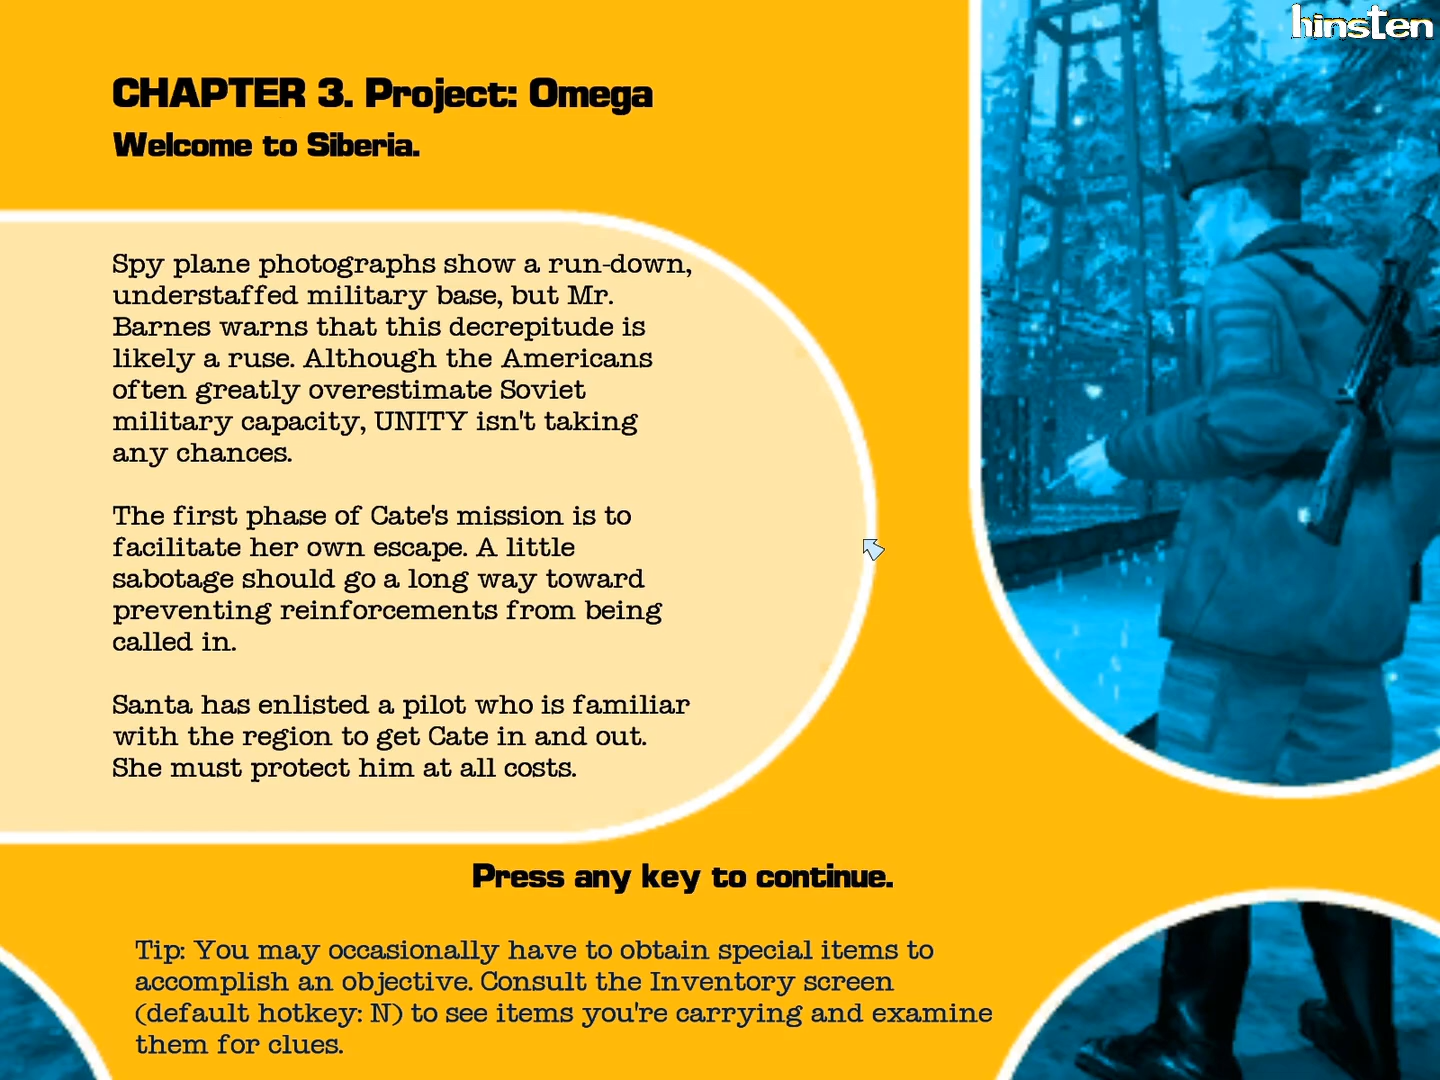 hinsten
CHAPTER 3. Project: Omega
Welcome to Siberia.
Spy plane photographs show a run-down,
understaffed military base, but Mr.
Barnes warns that this decrepitude is
likely a ruse. Although the Americans
often greatly overestimate Soviet
military capacity, UNITY isn't taking
any chances.
The first phase of Cate's mission is to
facilitate her own escape. A little
sabotage should go a long way toward
preventing reinforcements from being
called in.
Santa has enlisted a pilot who is familiar
with the region to get Cate in and out.
She must protect him at all costs.
Press any key to continue.
Tip: You may occasionally have to obtain special items to
accomplish an objective. Consult the Inventory screen
(default hotkey: N) to see items you're carrying and examine
them for clues.